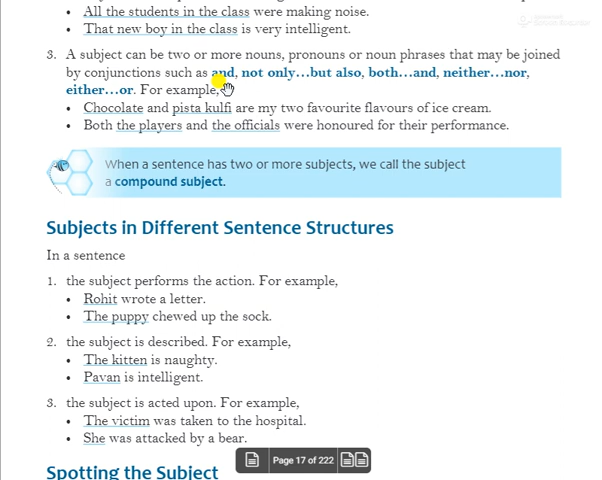 • All the students in the class were making noise.
• That new boy in the class is very intelligent.
3. A subject can be two or more nouns, pronouns or noun phrases that may be joined
by conjunctions such as and, not only…but also, both…and, neither…nor,
either…or. For example,
• Chocolate and pista kulfi are my two favourite flavours of ice cream.
• Both the players and the officials were honoured for their performance.
When a sentence has two or more subjects, we call the subject
a compound subject.
Subjects in Different Sentence Structures
In a sentence
1. the subject performs the action. For example,
• Rohit wrote a letter.
• The puppy chewed up the sock.
2. the subject is described. For example,
• The kitten is naughty.
• Pavan is intelligent.
3. the subject is acted upon. For example,
• The victim was taken to the hospital.
• She was attacked by a bear.
Page 17 of 222
Spotting the Subject